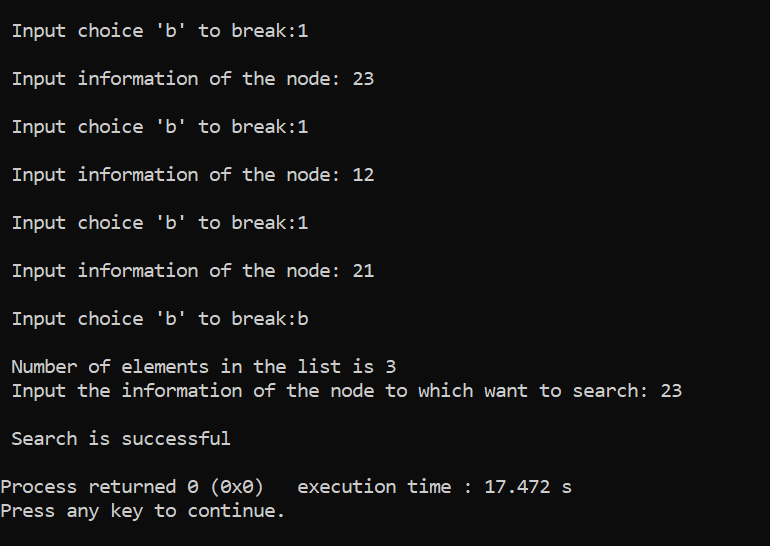 Input choice 'b' to break:1
Input information of the node: 23
Input choice 'b' to break:1
Input information of the node: 12
Input choice 'b' to break:1
Input information of the node: 21
Input choice 'b' to break:b
Number of elements in the list is 3
Input the information of the node to which want to search: 23
Search is successful
Process returned 0 (0x0)   execution time : 17.472 s
Press any key to continue.